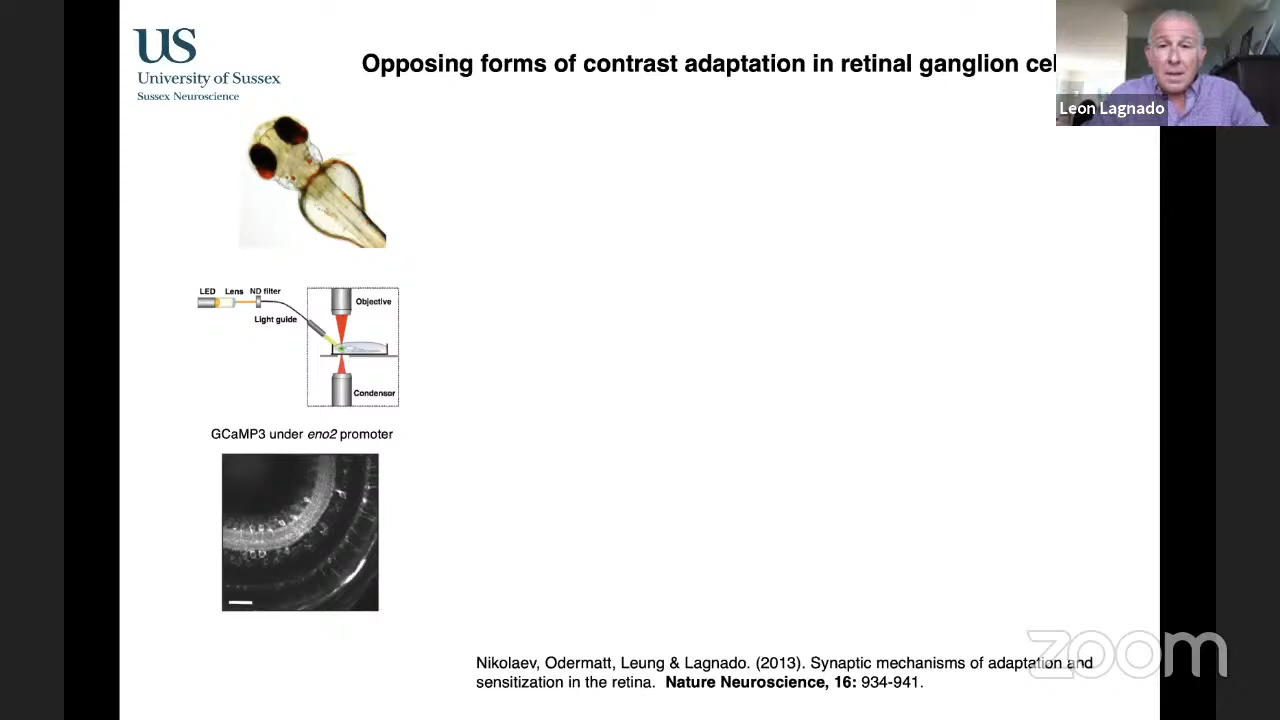 US
University of Sussex
Sussex Neuroscience
Opposing forms of contrast adaptation in retinal ganglion cel
Leon Lagnado
LED Lens ND filter
Light guide
Objective
Condensor
GCaMP3 under eno2 promoter
Nikolaev, Odermatt, Leung & Lagnado. (2013). Synaptic mechanisms of adaptation and
sensitization in the retina. Nature Neuroscience, 16: 934-941.
zoom